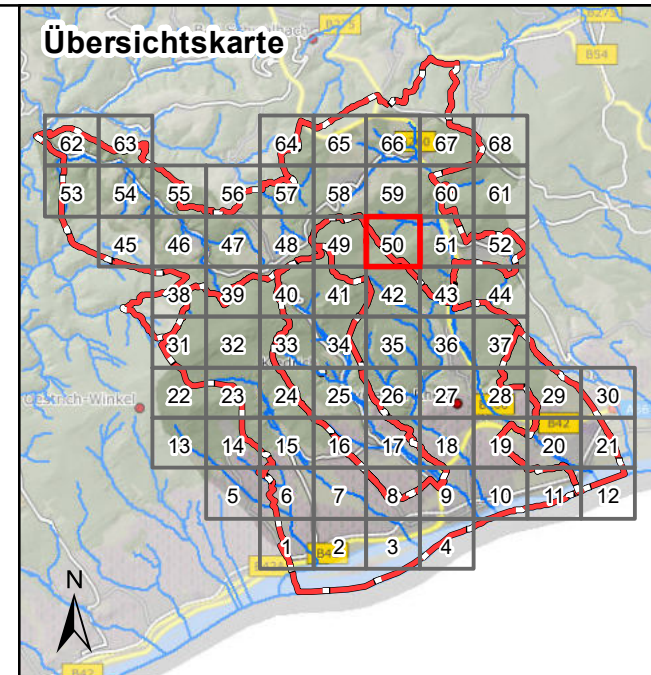 Übersichtskarte
B275
B54
62 63 64 65 66 67 68
53 54 55 56 57 58 59 60 61
45 46 47 48 49 50 51 52
38 39 40 41 42 43 44
31 32 33 34 35 36 37
22 23 24 25 26 27 28 29 30
Oestrich-Winkel
B42
13 14 15 16 17 18 19 20 21
5 6 7 8 9 10 11 12
1 2 3 4
N
B42